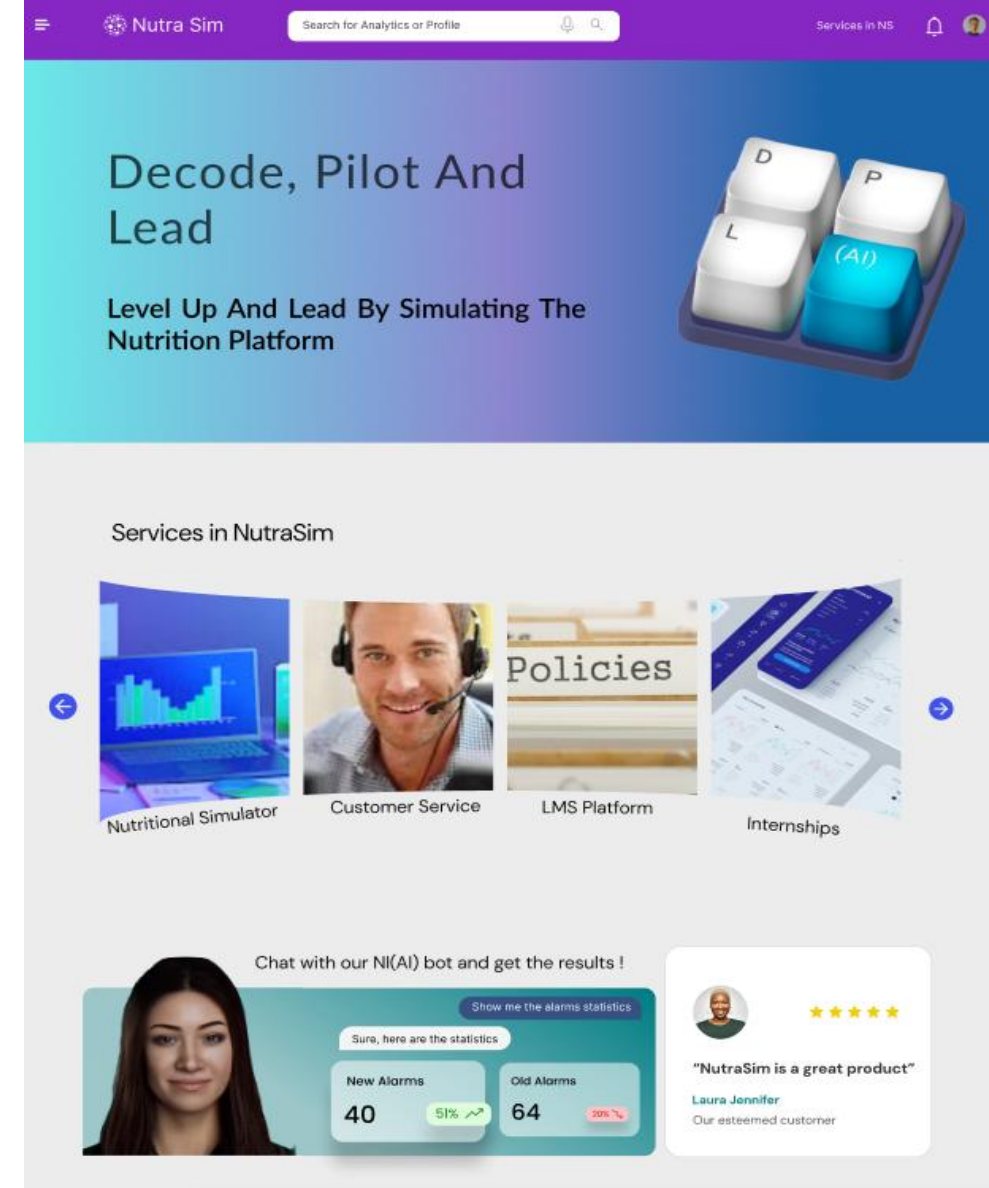 Nutra Sim
Search for Analytics or Profile
Services in NS
Decode, Pilot And
Lead
Level Up And Lead By Simulating The
Nutrition Platform
D
P
L
(AI)
Services in NutraSim
Policies
Nutritional Simulator
Customer Service
LMS Platform
Internships
Chat with our NI(AI) bot and get the results !
Show me the alarms statistics
Sure, here are the statistics
New Alarms
Old Alarms
40
51%
64
20%
"NutraSim is a great product"
Laura Jennifer
Our esteemed customer